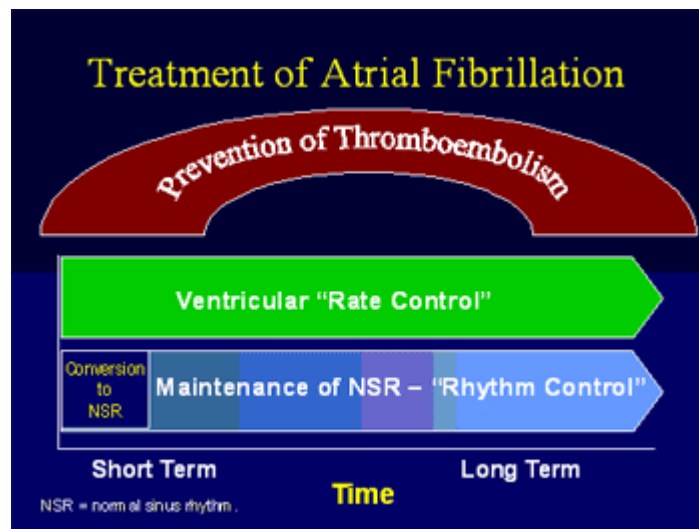 Treatment of Atrial Fibrillation
Prevention of Thromboembolism
Ventricular “Rate Control”
Conversion
to
NSR
Maintenance of NSR – “Rhythm Control”
Short Term
Long Term
Time
NSR = normal sinus rhythm.